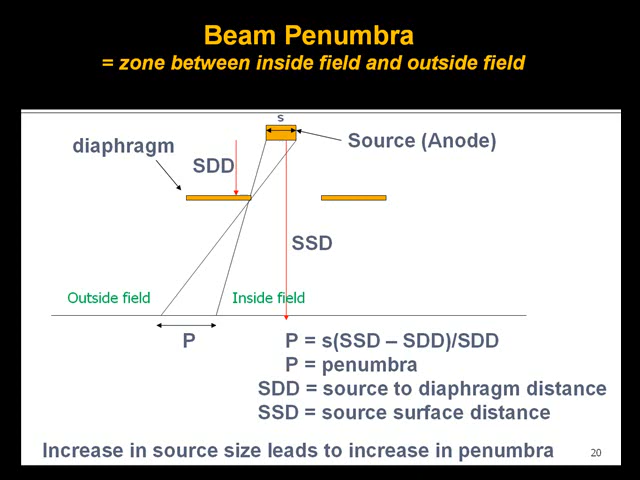 Beam Penumbra
= zone between inside field and outside field
s
diaphragm
Source (Anode)
SDD
SSD
Outside field
Inside field
P
P = s(SSD – SDD)/SDD
P = penumbra
SDD = source to diaphragm distance
SSD = source surface distance
Increase in source size leads to increase in penumbra
20